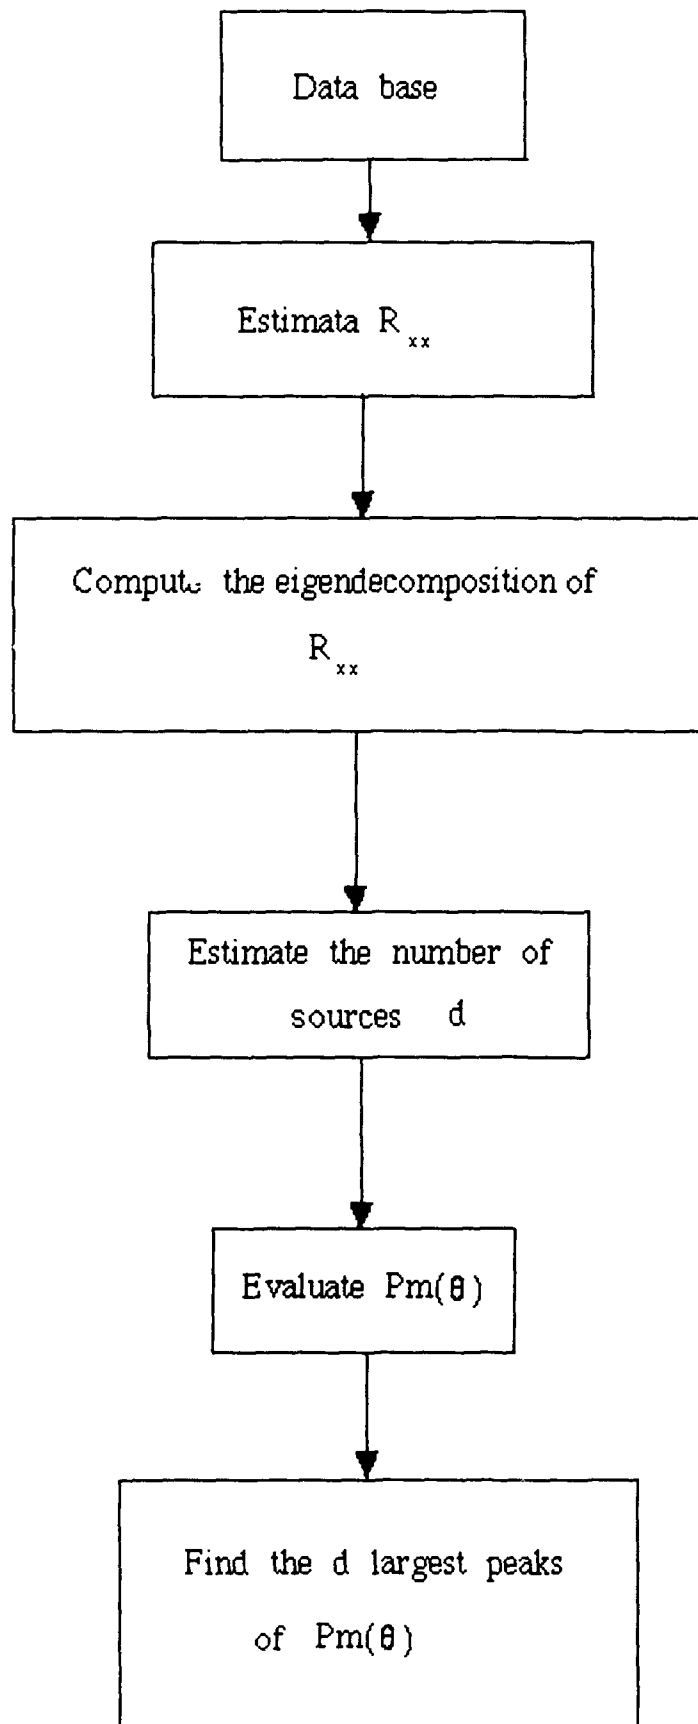 Data base
Estimata R_xx
Comput. the eigendecomposition of
R_xx
Estimate the number of
sources d
Evaluate Pm(θ)
Find the d largest peaks
of Pm(θ)